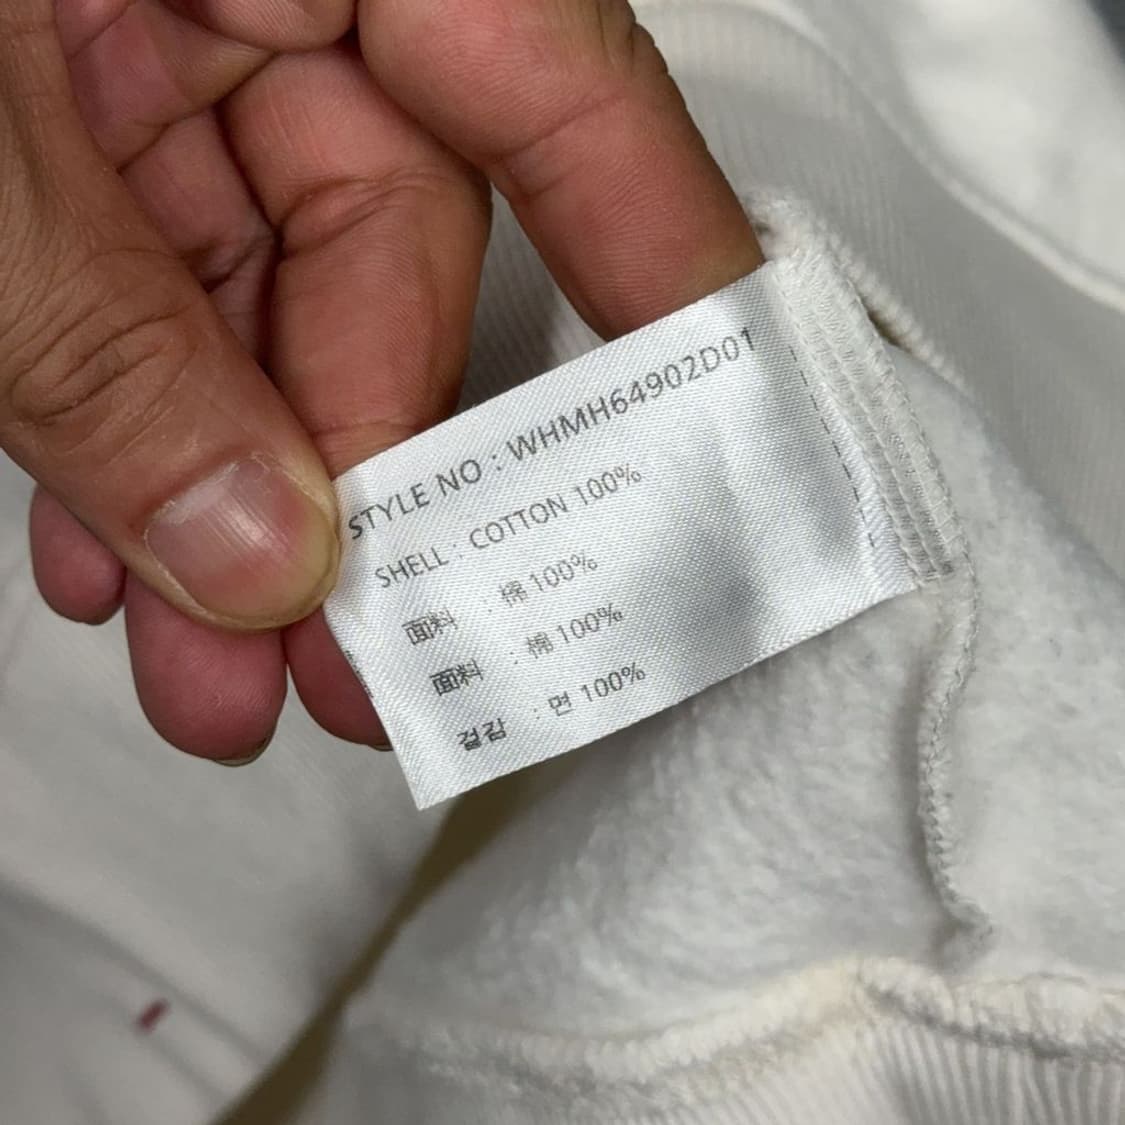 STYLE NO : WHMH64902D01
SHELL : COTTON 100%
面料 : 棉 100%
面料 : 棉 100%
겉감 : 면 100%